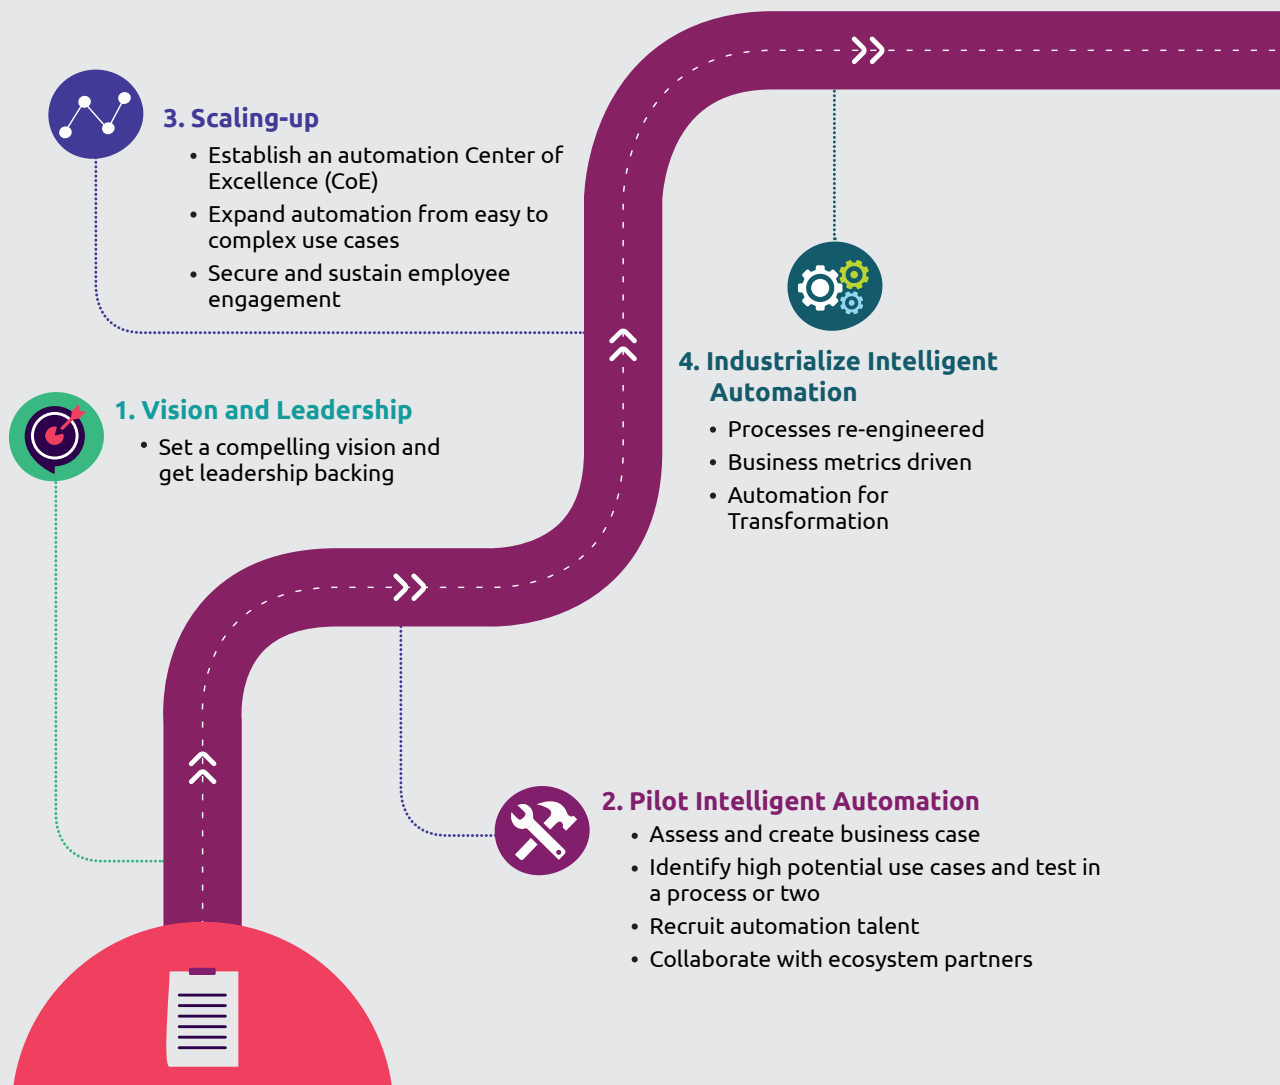 3. Scaling-up
• Establish an automation Center of
Excellence (CoE)
• Expand automation from easy to
complex use cases
• Secure and sustain employee
engagement
1. Vision and Leadership
• Set a compelling vision and
get leadership backing
4. Industrialize Intelligent
Automation
• Processes re-engineered
• Business metrics driven
• Automation for
Transformation
2. Pilot Intelligent Automation
• Assess and create business case
• Identify high potential use cases and test in
a process or two
• Recruit automation talent
• Collaborate with ecosystem partners